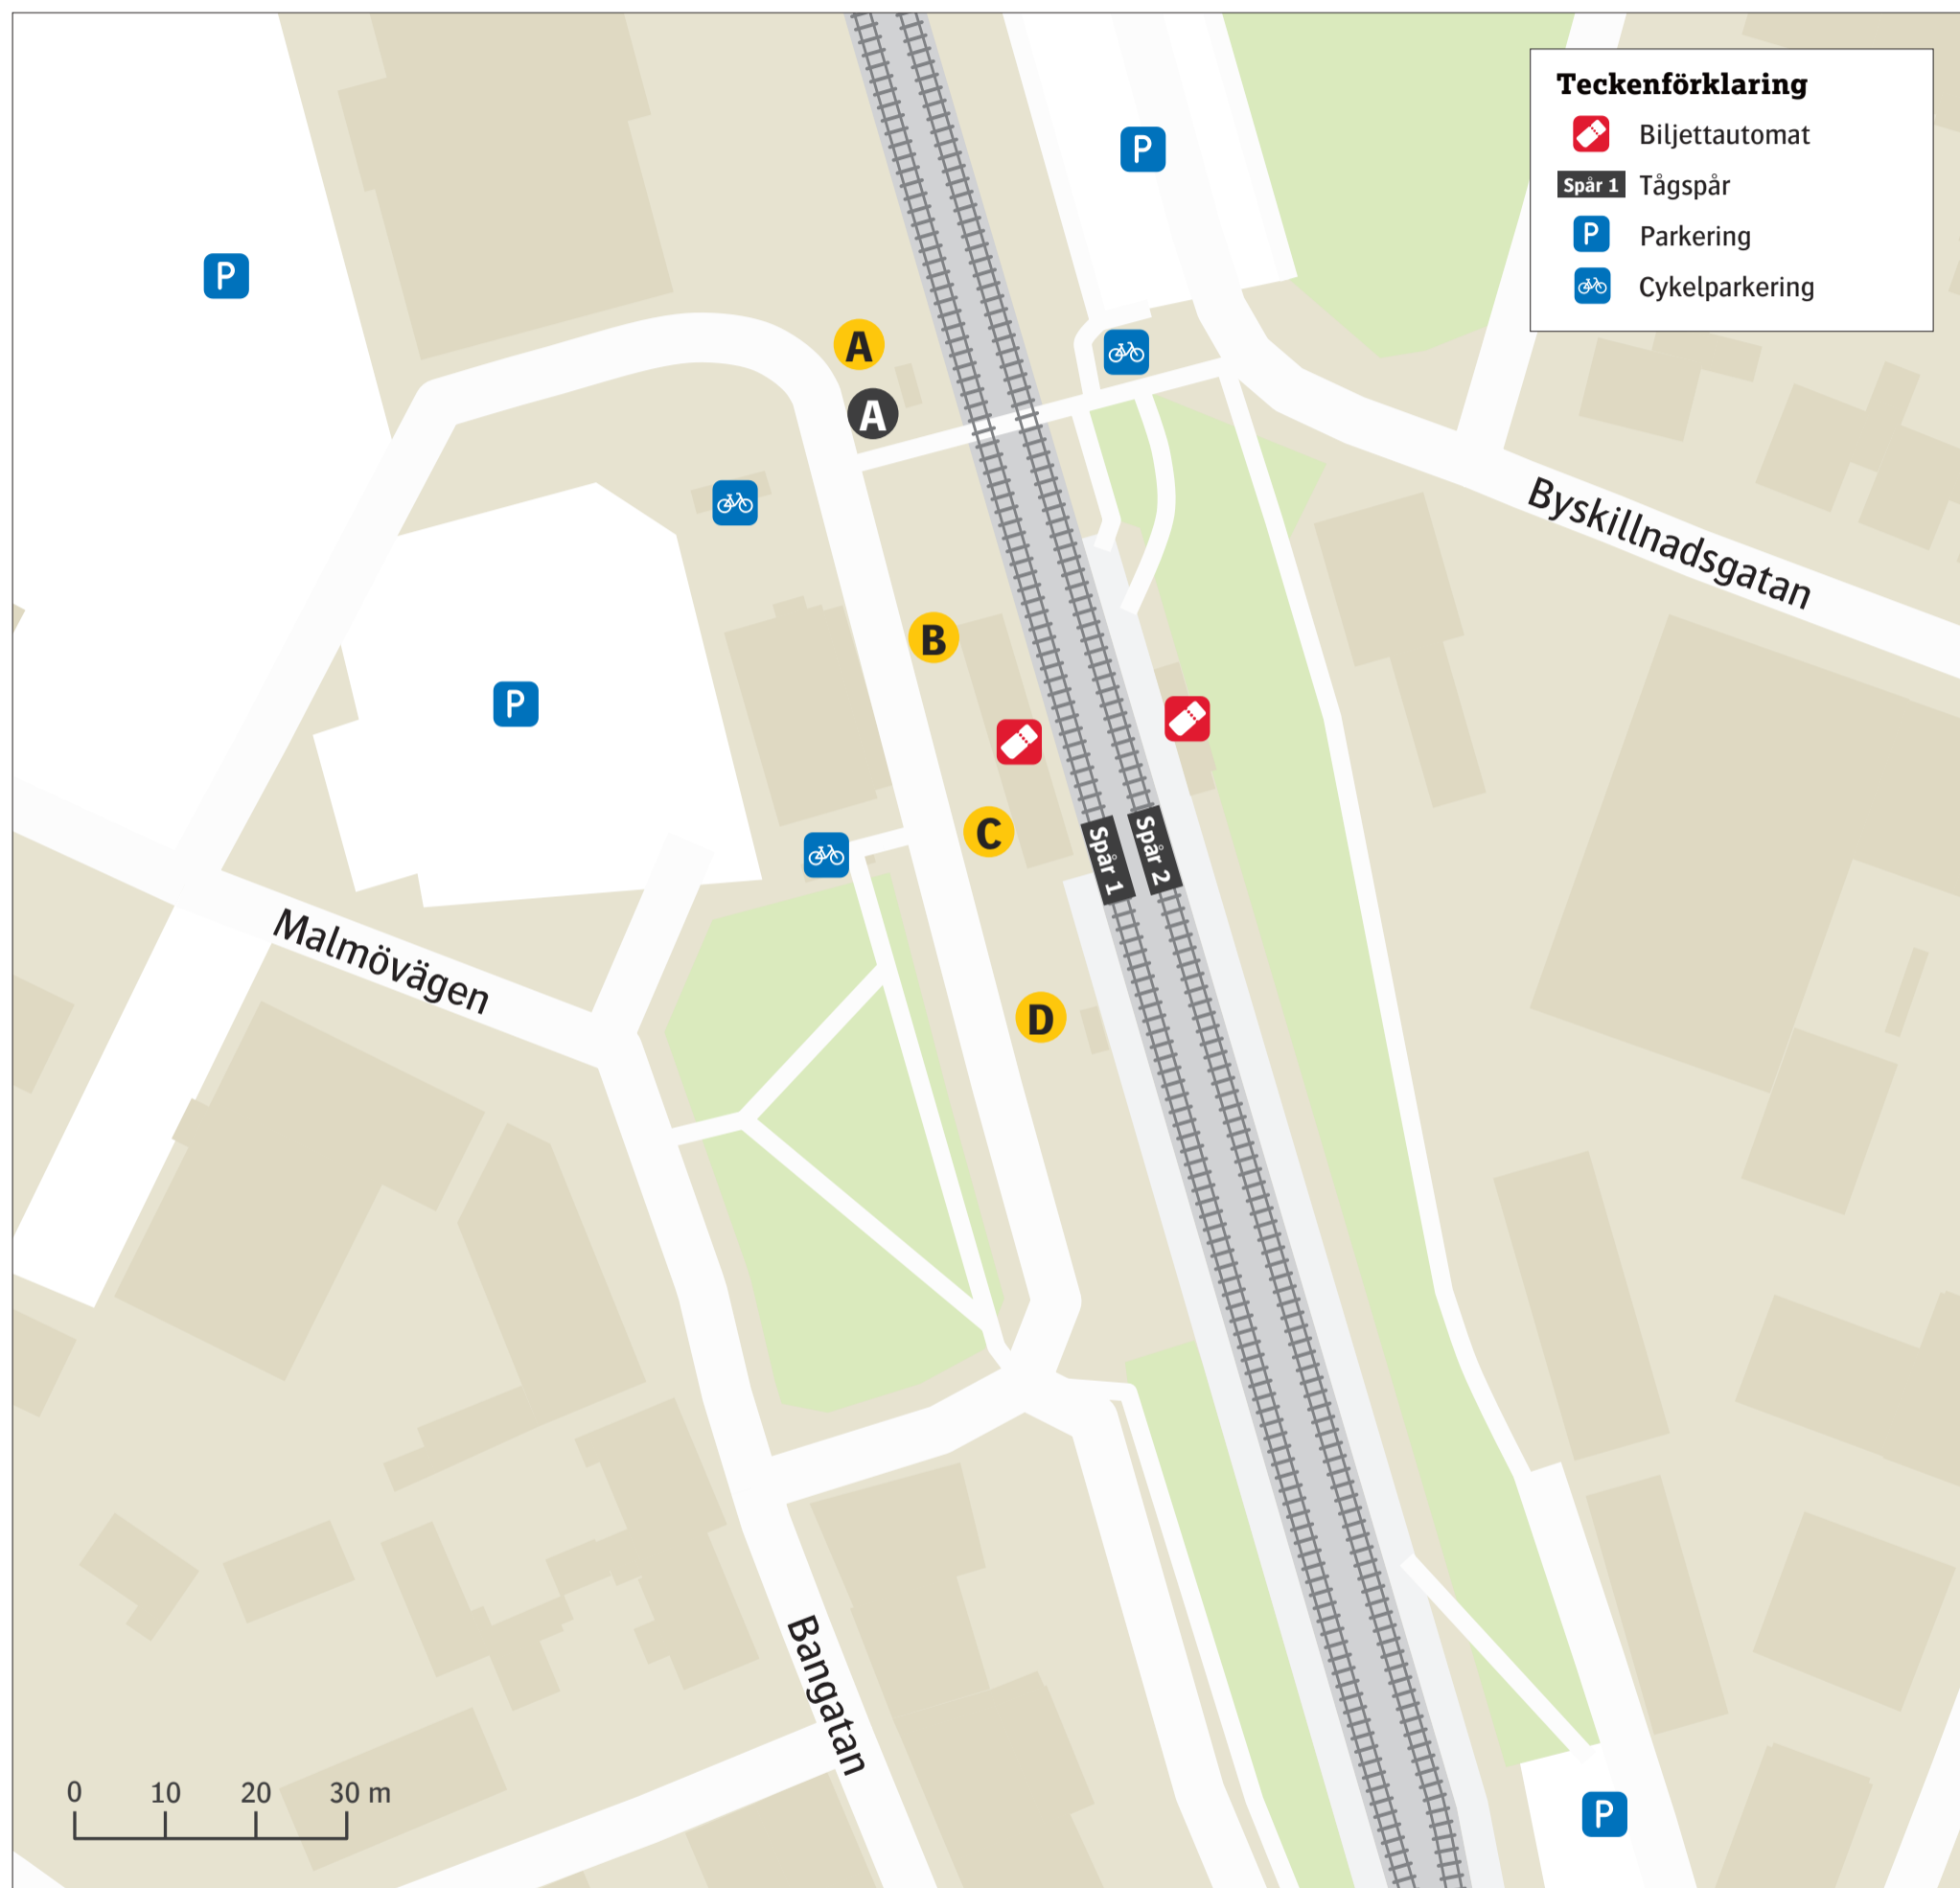 Teckenförklaring
Biljettautomat
Spår 1 Tågspår
P Parkering
Cykelparkering
P
P
A
A
Byskillnadsgatan
B
P
C
Spår 1
Spår 2
Malmövägen
D
Bangatan
0 10 20 30 m
P